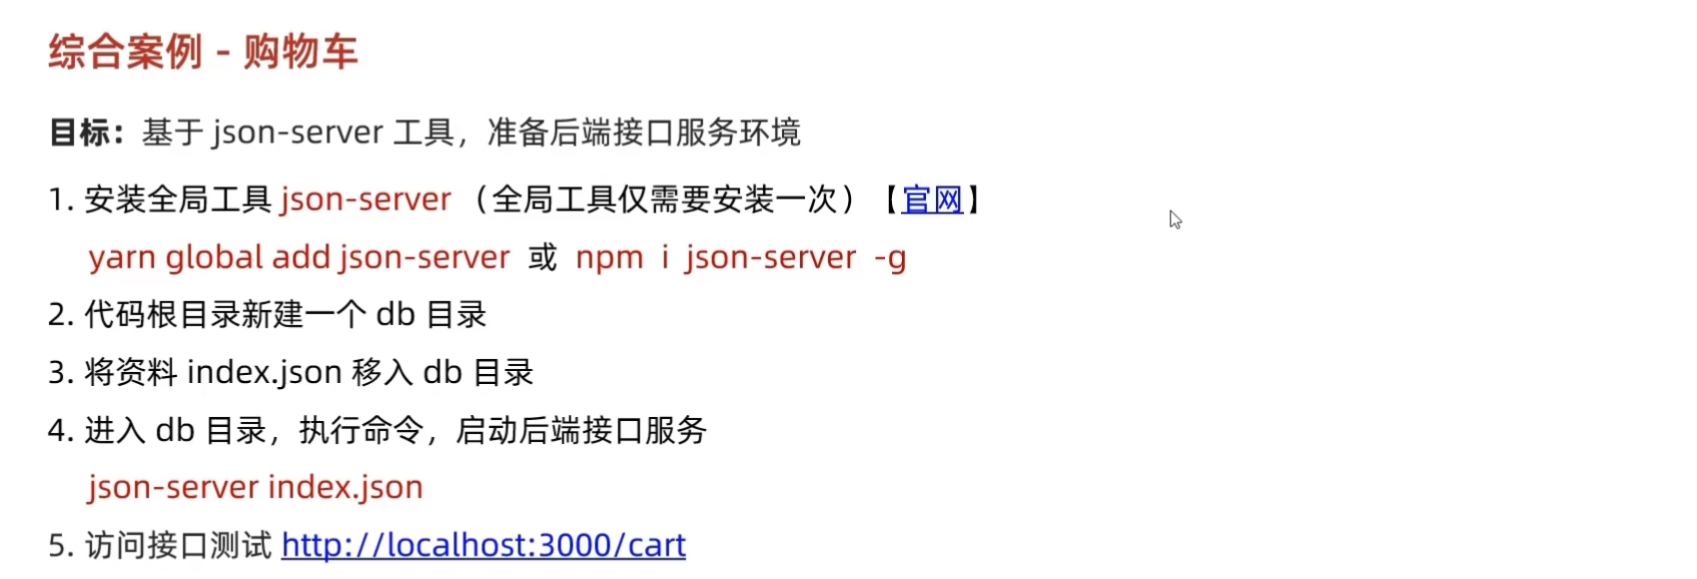 综合案例 - 购物车
目标：基于 json-server 工具，准备后端接口服务环境
1. 安装全局工具 json-server （全局工具仅需要安装一次）【官网】
yarn global add json-server 或 npm i json-server -g
2. 代码根目录新建一个 db 目录
3. 将资料 index.json 移入 db 目录
4. 进入 db 目录，执行命令，启动后端接口服务
json-server index.json
5. 访问接口测试 http://localhost:3000/cart